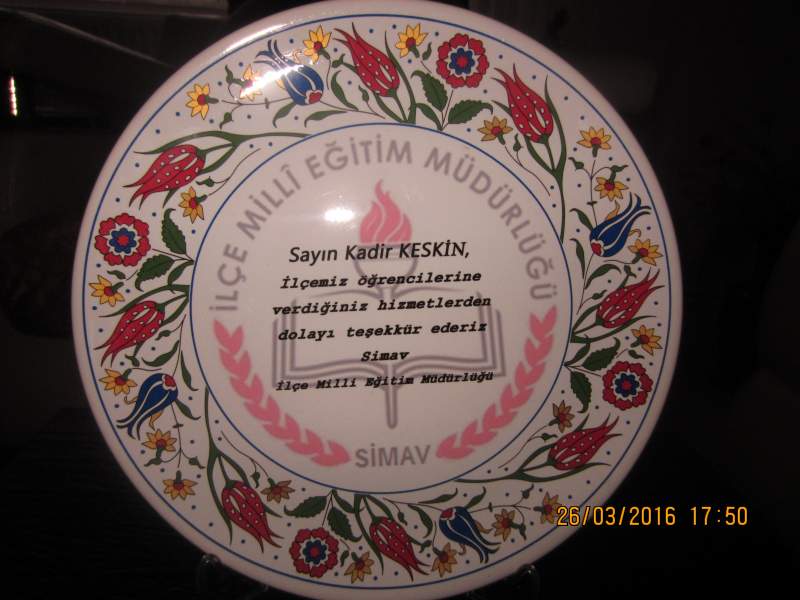 İLÇE MİLLÎ EĞİTİM MÜDÜRLÜĞÜ
Sayın Kadir KESKİN,
İlçemiz öğrencilerine
verdiğiniz hizmetlerden
dolayı teşekkür ederiz
Simav
İlçe Milli Eğitim Müdürlüğü
SİMAV
26/03/2016 17:50